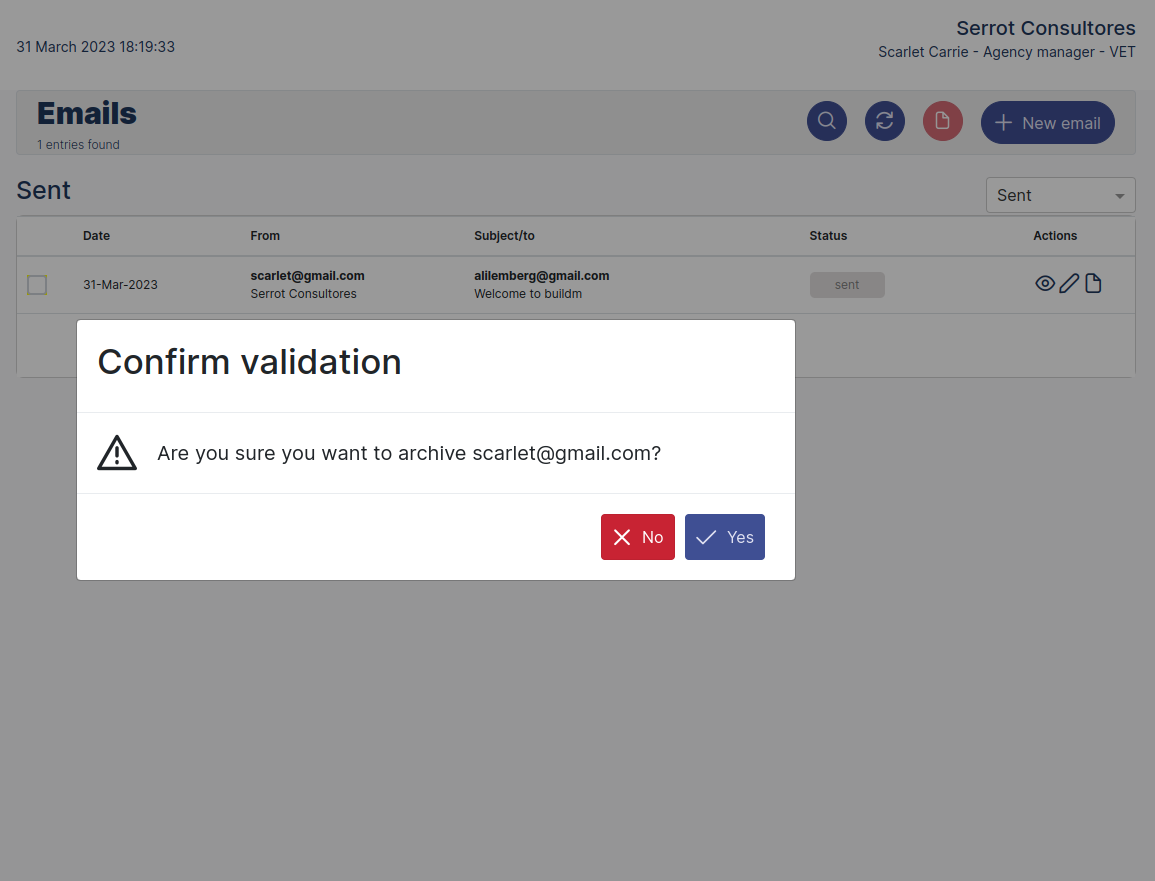 Serrot Consultores
31 March 2023 18:19:33
Scarlet Carrie - Agency manager - VET
Emails
1 entries found
New email
Sent
Sent
Date From Subject/to Status Actions
scarlet@gmail.com alilemberg@gmail.com
31-Mar-2023 sent
Serrot Consultores Welcome to buildm
Confirm validation
Are you sure you want to archive scarlet@gmail.com?
No Yes